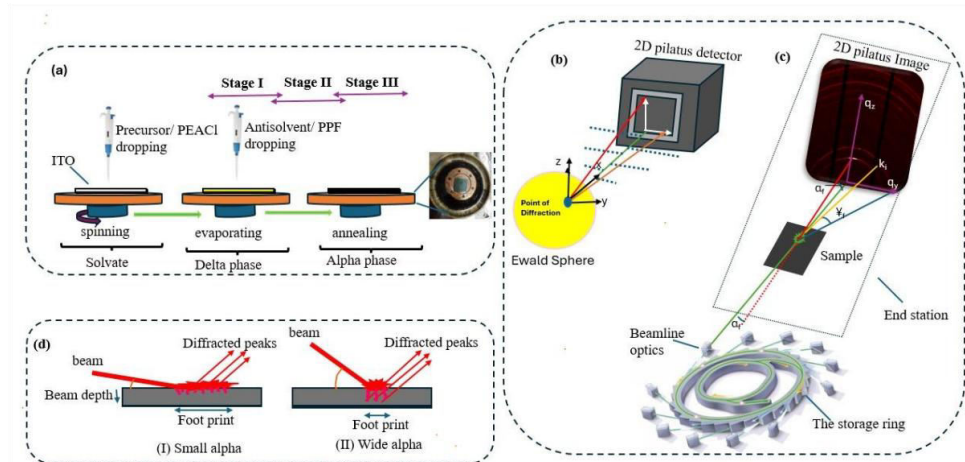 (a)
Stage I
Stage II
Stage III
Precursor/ PEACl
dropping
Antisolvent/ PPF
dropping
ITO
spinning
evaporating
annealing
Solvate
Delta phase
Alpha phase
(b)
2D pilatus detector
z
y
Point of
Diffraction
Ewald Sphere
(c)
2D pilatus Image
qz
ki
qy
αf
Sample
End station
Beamline
optics
The storage ring
(d)
beam
Diffracted peaks
Beam depth
Foot print
(I) Small alpha
beam
Diffracted peaks
Foot print
(II) Wide alpha